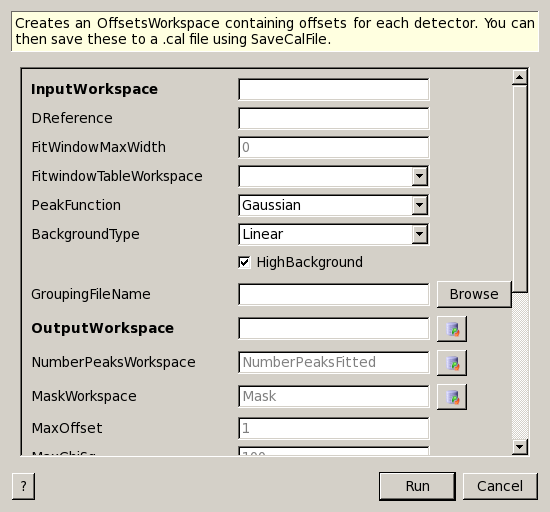 Creates an OffsetsWorkspace containing offsets for each detector. You can
then save these to a .cal file using SaveCalFile.
InputWorkspace
DReference
FitWindowMaxWidth 0
FitwindowTableWorkspace
PeakFunction Gaussian
BackgroundType Linear
HighBackground
GroupingFileName Browse
OutputWorkspace
NumberPeaksWorkspace NumberPeaksFitted
MaskWorkspace Mask
MaxOffset 1
MaxChiSq 100
? Run Cancel